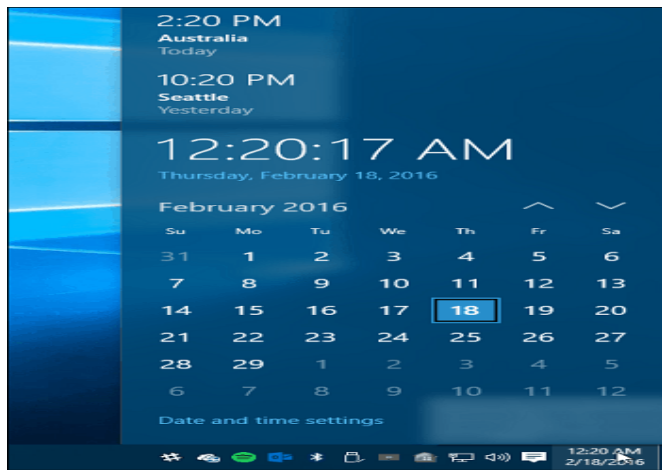 2:20 PM
Australia
Today
10:20 PM
Seattle
Yesterday
12:20:17 AM
Thursday, February 18, 2016
February 2016
Su Mo Tu We Th Fr Sa
31 1 2 3 4 5 6
7 8 9 10 11 12 13
14 15 16 17 18 19 20
21 22 23 24 25 26 27
28 29 1 2 3 4 5
6 7 8 9 10 11 12
Date and time settings
12:20 AM
2/18/2016